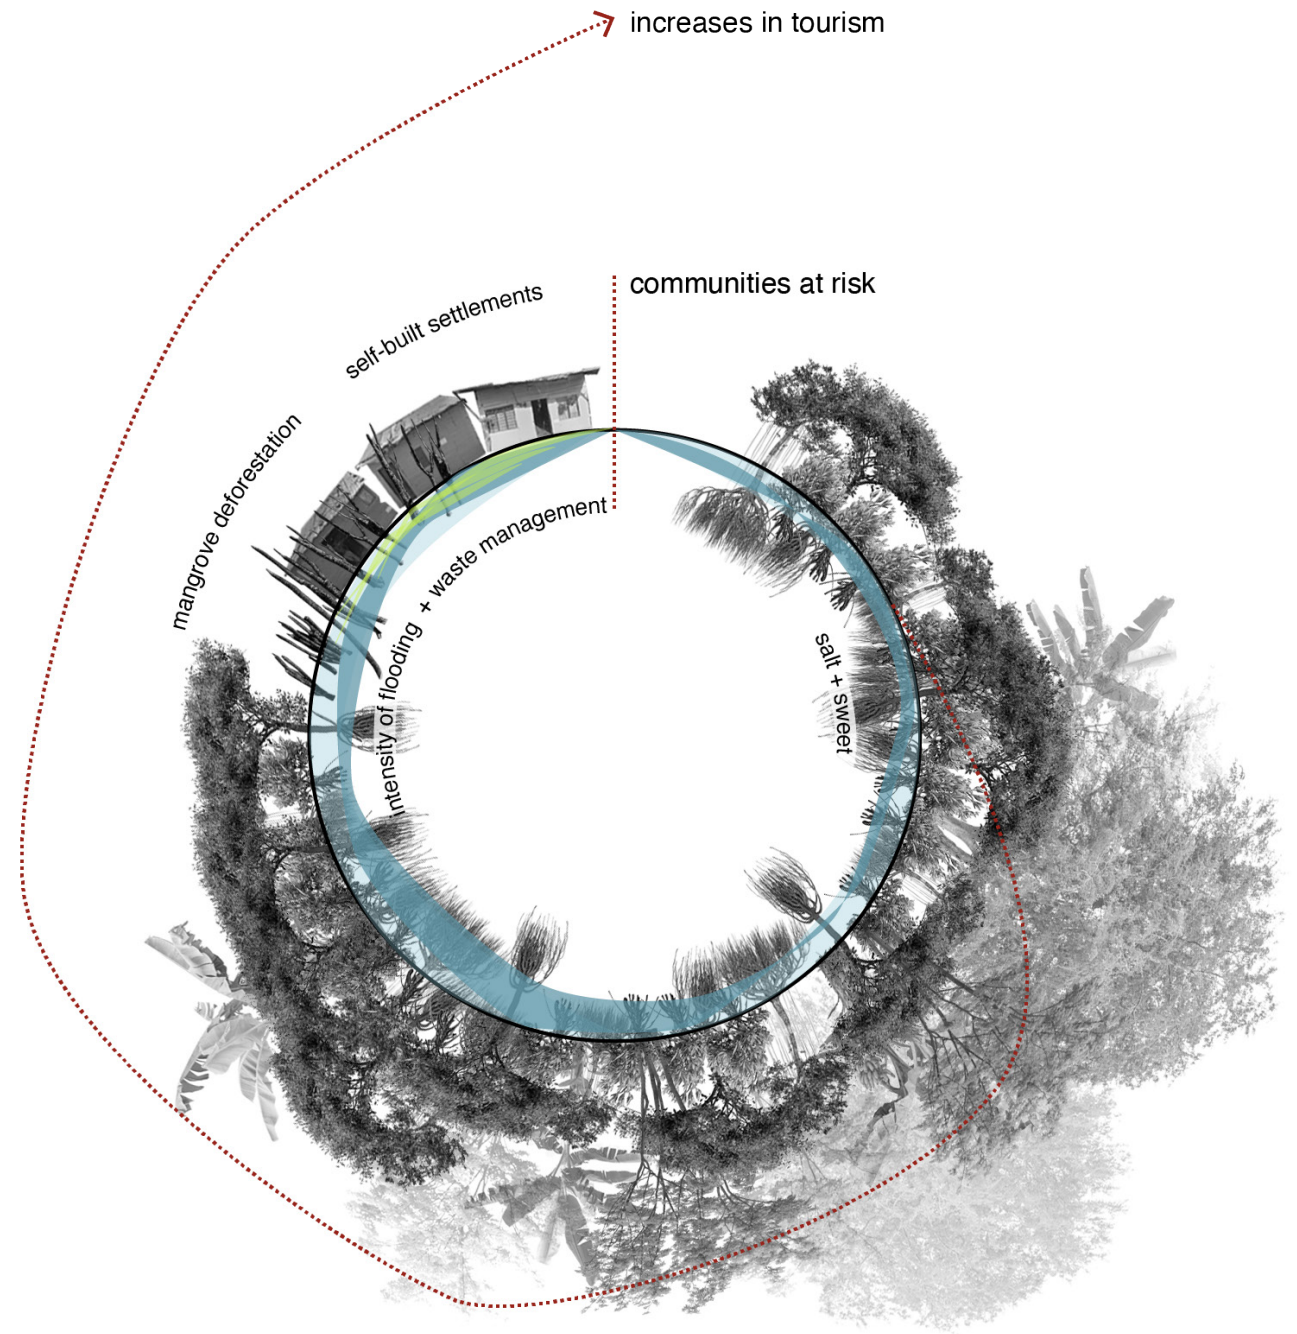 increases in tourism
communities at risk
self-built settlements
mangrove deforestation
intensity of flooding + waste management
salt + sweet